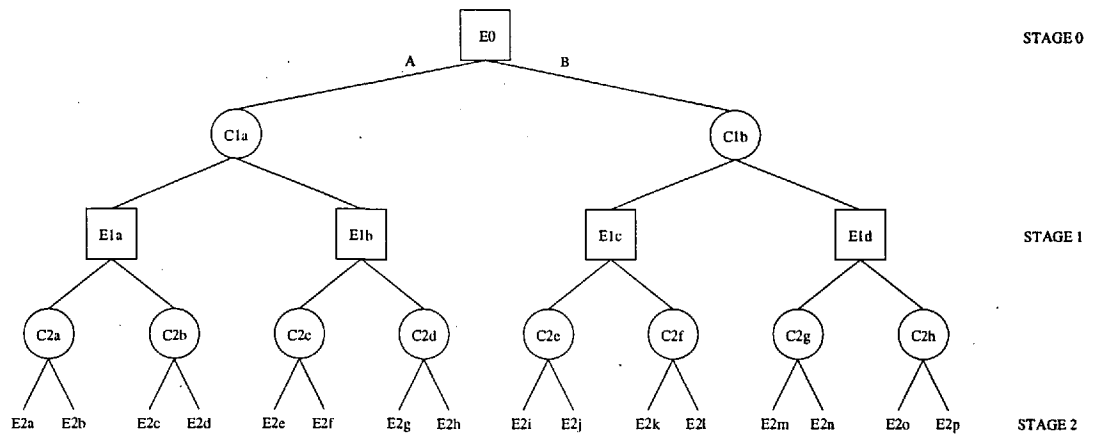 E0 STAGE 0
A B
C1a C1b
E1a E1b E1c E1d STAGE 1
C2a C2b C2c C2d C2e C2f C2g C2h
E2a E2b E2c E2d E2e E2f E2g E2h E2i E2j E2k E2l E2m E2n E2o E2p STAGE 2